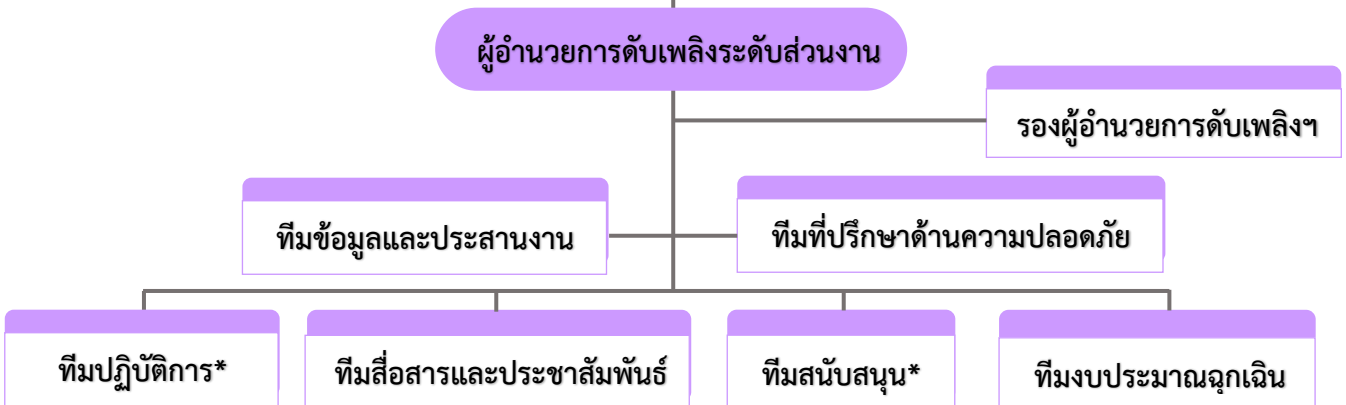 ผู้อำนวยการดับเพลิงระดับส่วนงาน
รองผู้อำนวยการดับเพลิงฯ
ทีมข้อมูลและประสานงาน
ทีมที่ปรึกษาด้านความปลอดภัย
ทีมปฏิบัติการ*
ทีมสื่อสารและประชาสัมพันธ์
ทีมสนับสนุน*
ทีมงบประมาณฉุกเฉิน